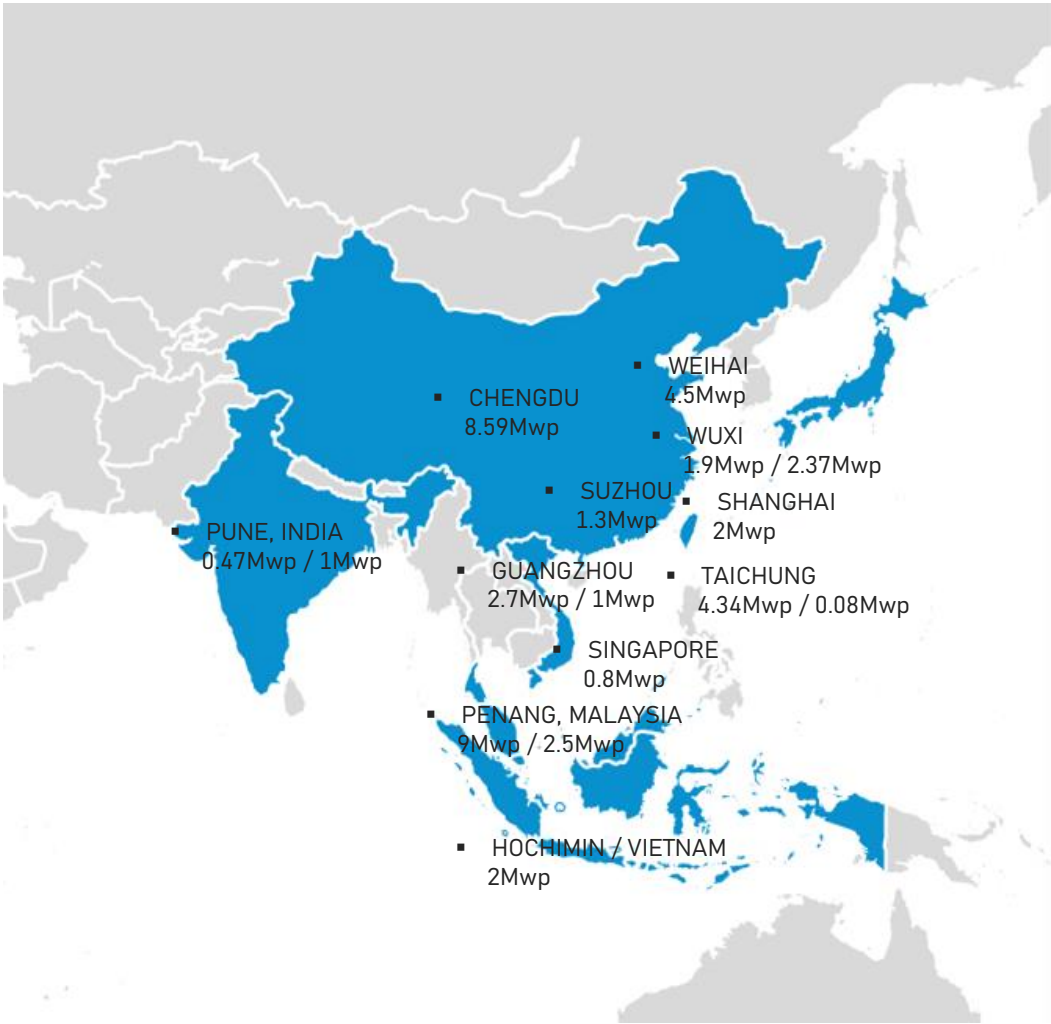 WEIHAI
4.5Mwp
CHENGDU
8.59Mwp
WUXI
1.9Mwp / 2.37Mwp
SUZHOU
1.3Mwp
SHANGHAI
2Mwp
PUNE, INDIA
0.47Mwp / 1Mwp
GUANGZHOU
2.7Mwp / 1Mwp
TAICHUNG
4.34Mwp / 0.08Mwp
SINGAPORE
0.8Mwp
PENANG, MALAYSIA
9Mwp / 2.5Mwp
HOCHIMIN / VIETNAM
2Mwp